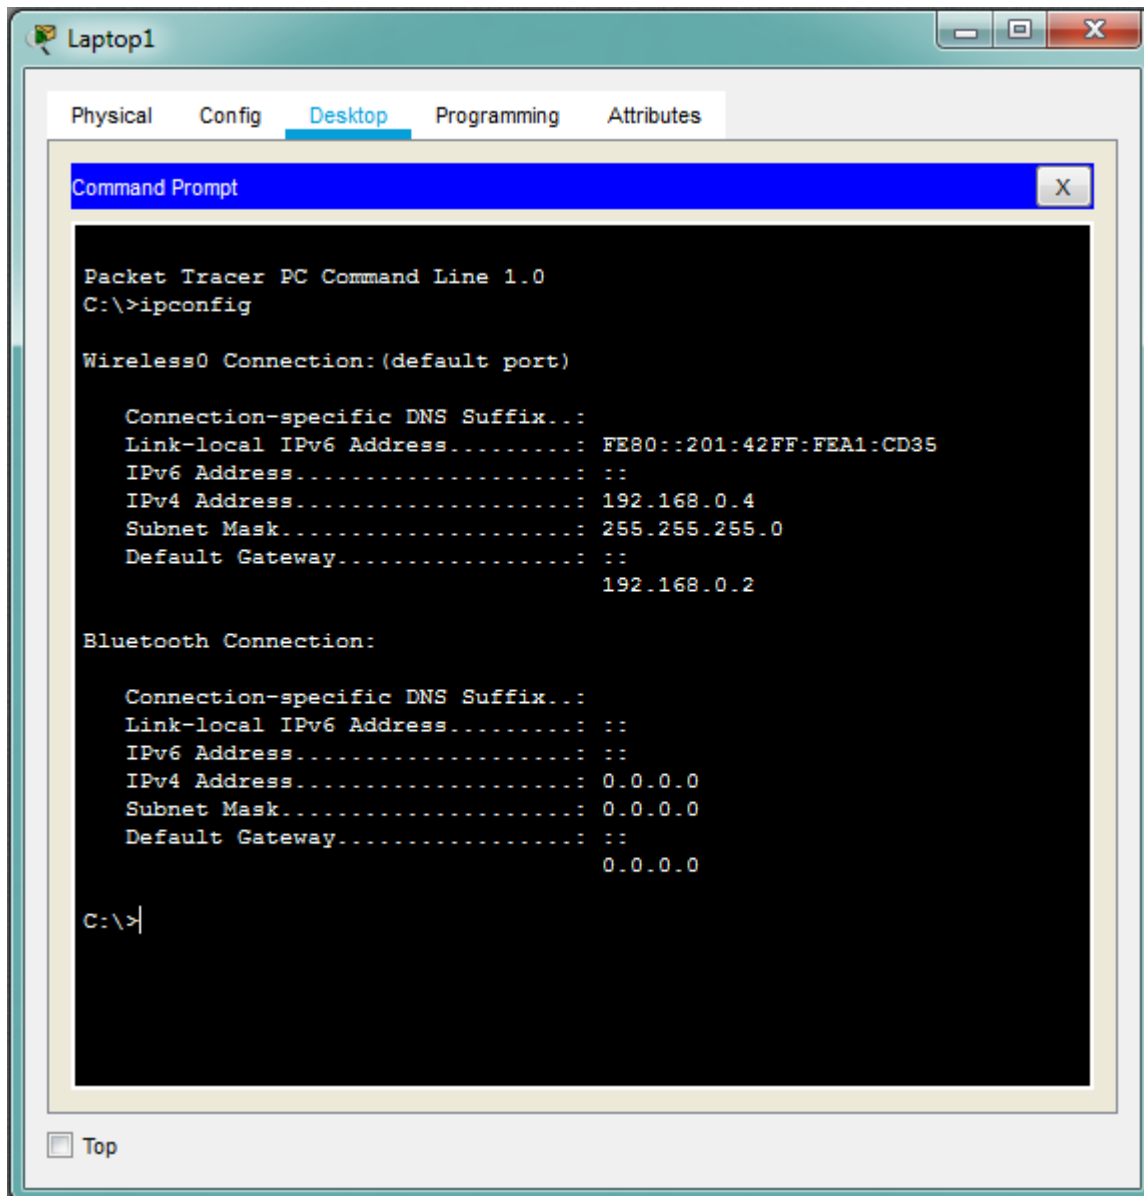 Laptop1
Physical Config Desktop Programming Attributes
Command Prompt X
Packet Tracer PC Command Line 1.0
C:\>ipconfig
Wireless0 Connection:(default port)
Connection-specific DNS Suffix..:
Link-local IPv6 Address.........: FE80::201:42FF:FEA1:CD35
IPv6 Address....................: ::
IPv4 Address....................: 192.168.0.4
Subnet Mask.....................: 255.255.255.0
Default Gateway.................: ::
192.168.0.2
Bluetooth Connection:
Connection-specific DNS Suffix..:
Link-local IPv6 Address.........: ::
IPv6 Address....................: ::
IPv4 Address....................: 0.0.0.0
Subnet Mask.....................: 0.0.0.0
Default Gateway.................: ::
0.0.0.0
C:\>
Top